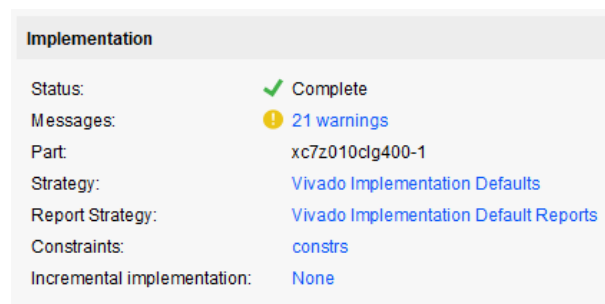 Implementation
Status: Complete
Messages: 21 warnings
Part: xc7z010clg400-1
Strategy: Vivado Implementation Defaults
Report Strategy: Vivado Implementation Default Reports
Constraints: constrs
Incremental implementation: None